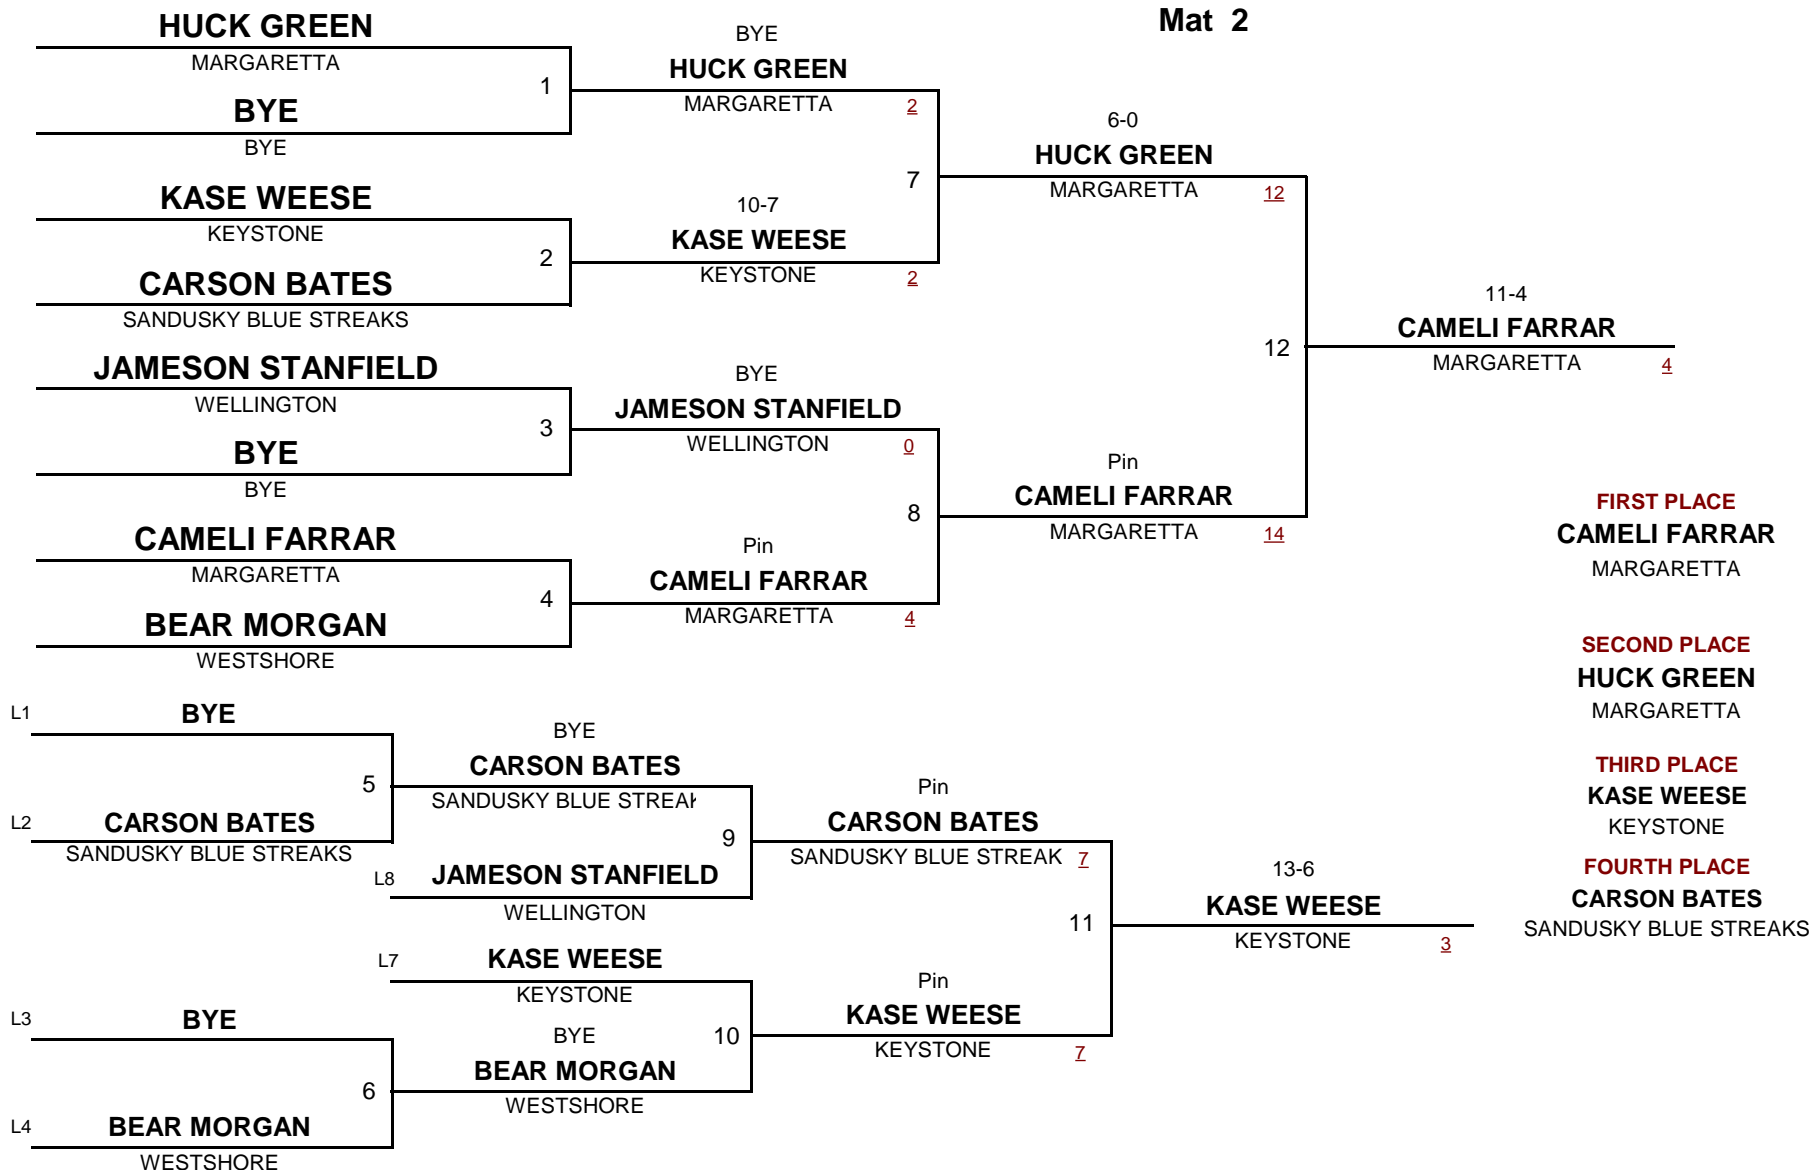 Mat 2
HUCK GREEN
MARGARETTA
1
BYE
BYE
KASE WEESE
KEYSTONE
2
CARSON BATES
SANDUSKY BLUE STREAKS
JAMESON STANFIELD
WELLINGTON
3
BYE
BYE
CAMELI FARRAR
MARGARETTA
4
BEAR MORGAN
WESTSHORE
BYE
HUCK GREEN
MARGARETTA
2
7
10-7
KASE WEESE
KEYSTONE
2
BYE
JAMESON STANFIELD
WELLINGTON
0
8
Pin
CAMELI FARRAR
MARGARETTA
4
6-0
HUCK GREEN
MARGARETTA
12
12
Pin
CAMELI FARRAR
MARGARETTA
14
11-4
CAMELI FARRAR
MARGARETTA
4
FIRST PLACE
CAMELI FARRAR
MARGARETTA
SECOND PLACE
HUCK GREEN
MARGARETTA
THIRD PLACE
KASE WEESE
KEYSTONE
FOURTH PLACE
CARSON BATES
SANDUSKY BLUE STREAKS
L1
BYE
5
L2
CARSON BATES
SANDUSKY BLUE STREAKS
L3
BYE
6
L4
BEAR MORGAN
WESTSHORE
BYE
CARSON BATES
SANDUSKY BLUE STREAK
9
L8
JAMESON STANFIELD
WELLINGTON
L7
KASE WEESE
KEYSTONE
10
BYE
BEAR MORGAN
WESTSHORE
Pin
CARSON BATES
SANDUSKY BLUE STREAK
7
11
Pin
KASE WEESE
KEYSTONE
7
13-6
KASE WEESE
KEYSTONE
3